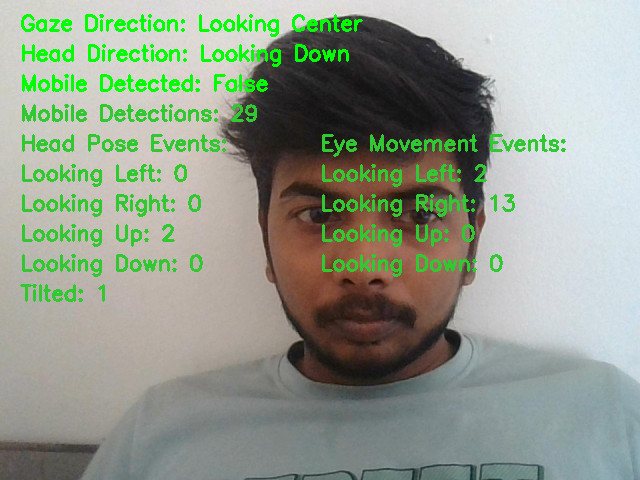 Gaze Direction: Looking Center
Head Direction: Looking Down
Mobile Detected: False
Mobile Detections: 29
Head Pose Events:
Looking Left: 0
Looking Right: 0
Looking Up: 2
Looking Down: 0
Tilted: 1
Eye Movement Events:
Looking Left: 2
Looking Right: 13
Looking Up: 0
Looking Down: 0